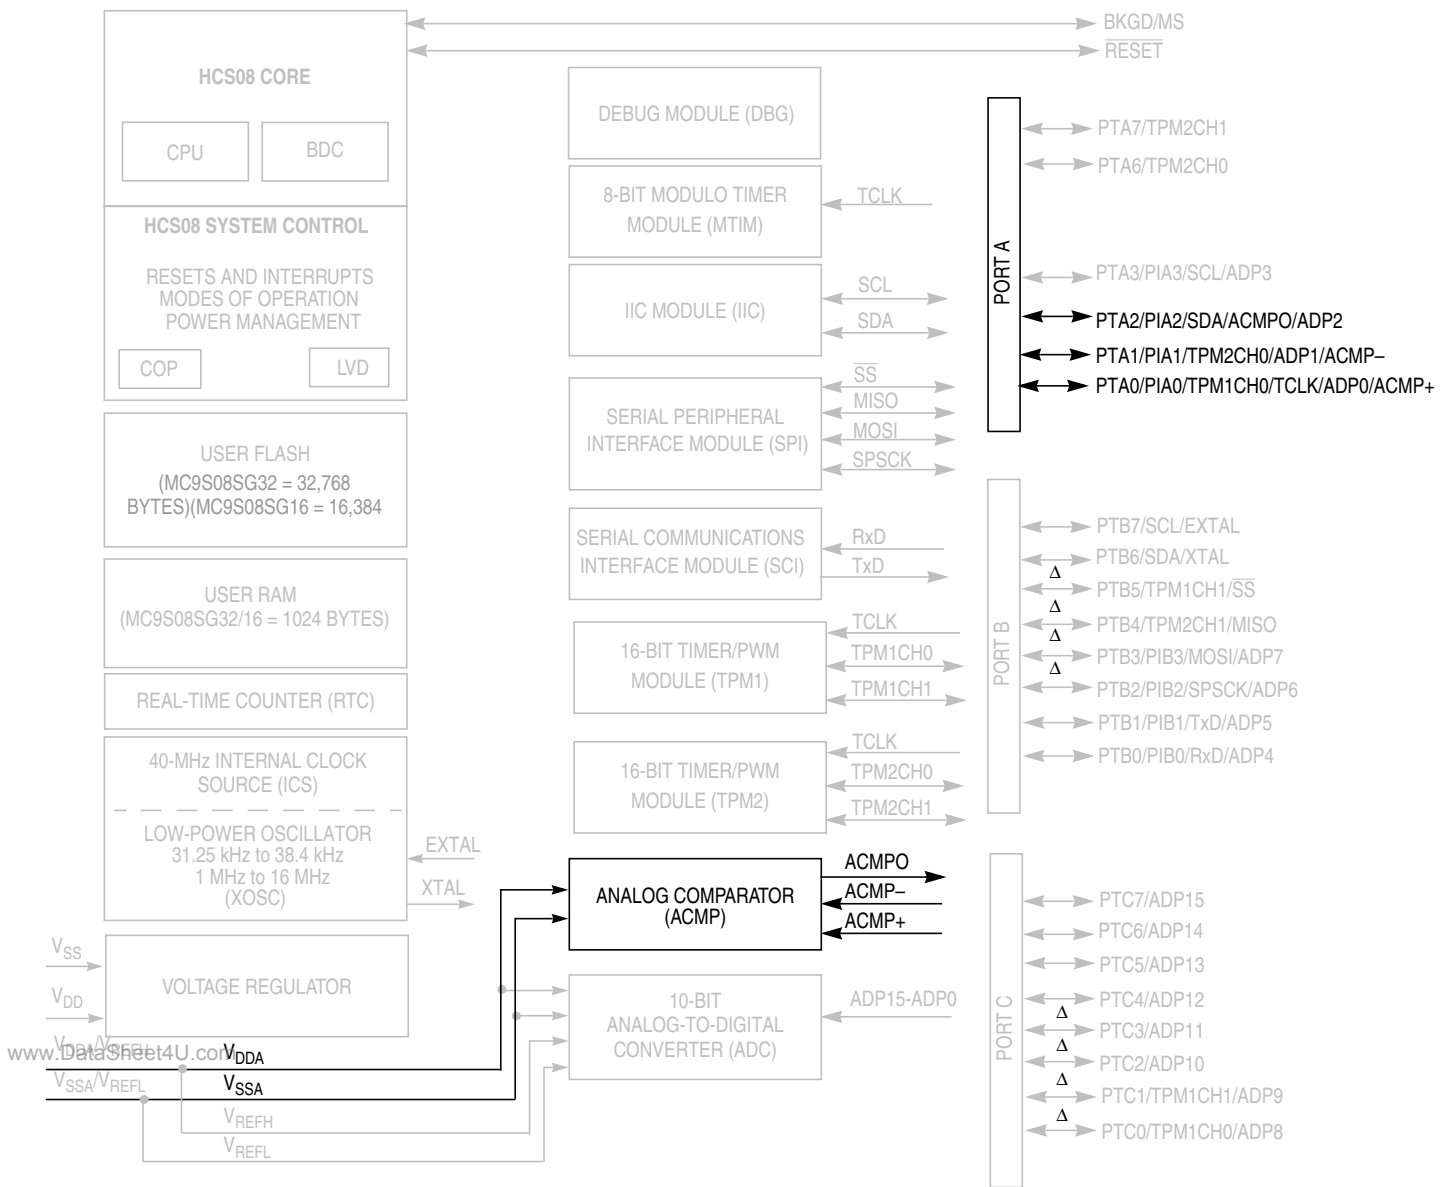 BKGD/MS
RESET
HCS08 CORE
CPU
BDC
HCS08 SYSTEM CONTROL
RESETS AND INTERRUPTS
MODES OF OPERATION
POWER MANAGEMENT
COP
LVD
USER FLASH
(MC9S08SG32 = 32,768
BYTES)(MC9S08SG16 = 16,384
USER RAM
(MC9S08SG32/16 = 1024 BYTES)
REAL-TIME COUNTER (RTC)
40-MHz INTERNAL CLOCK
SOURCE (ICS)
LOW-POWER OSCILLATOR
31.25 kHz to 38.4 kHz
1 MHz to 16 MHz
(XOSC)
EXTAL
XTAL
VSS
VDD
VOLTAGE REGULATOR
VDDA/VREFH
www.DataSheet4U.com
VDDA
VSSA/VREFL
VSSA
VREFH
VREFL
DEBUG MODULE (DBG)
8-BIT MODULO TIMER
MODULE (MTIM)
TCLK
IIC MODULE (IIC)
SCL
SDA
SERIAL PERIPHERAL
INTERFACE MODULE (SPI)
SS
MISO
MOSI
SPSCK
SERIAL COMMUNICATIONS
INTERFACE MODULE (SCI)
RxD
TxD
16-BIT TIMER/PWM
MODULE (TPM1)
TCLK
TPM1CH0
TPM1CH1
16-BIT TIMER/PWM
MODULE (TPM2)
TCLK
TPM2CH0
TPM2CH1
ANALOG COMPARATOR
(ACMP)
ACMPO
ACMP–
ACMP+
10-BIT
ANALOG-TO-DIGITAL
CONVERTER (ADC)
ADP15-ADP0
PORT A
PTA7/TPM2CH1
PTA6/TPM2CH0
PTA3/PIA3/SCL/ADP3
PTA2/PIA2/SDA/ACMPO/ADP2
PTA1/PIA1/TPM2CH0/ADP1/ACMP–
PTA0/PIA0/TPM1CH0/TCLK/ADP0/ACMP+
PORT B
PTB7/SCL/EXTAL
PTB6/SDA/XTAL
Δ
PTB5/TPM1CH1/SS
Δ
PTB4/TPM2CH1/MISO
Δ
PTB3/PIB3/MOSI/ADP7
Δ
PTB2/PIB2/SPSCK/ADP6
PTB1/PIB1/TxD/ADP5
PTB0/PIB0/RxD/ADP4
PORT C
PTC7/ADP15
PTC6/ADP14
PTC5/ADP13
PTC4/ADP12
Δ
PTC3/ADP11
Δ
PTC2/ADP10
Δ
PTC1/TPM1CH1/ADP9
Δ
PTC0/TPM1CH0/ADP8